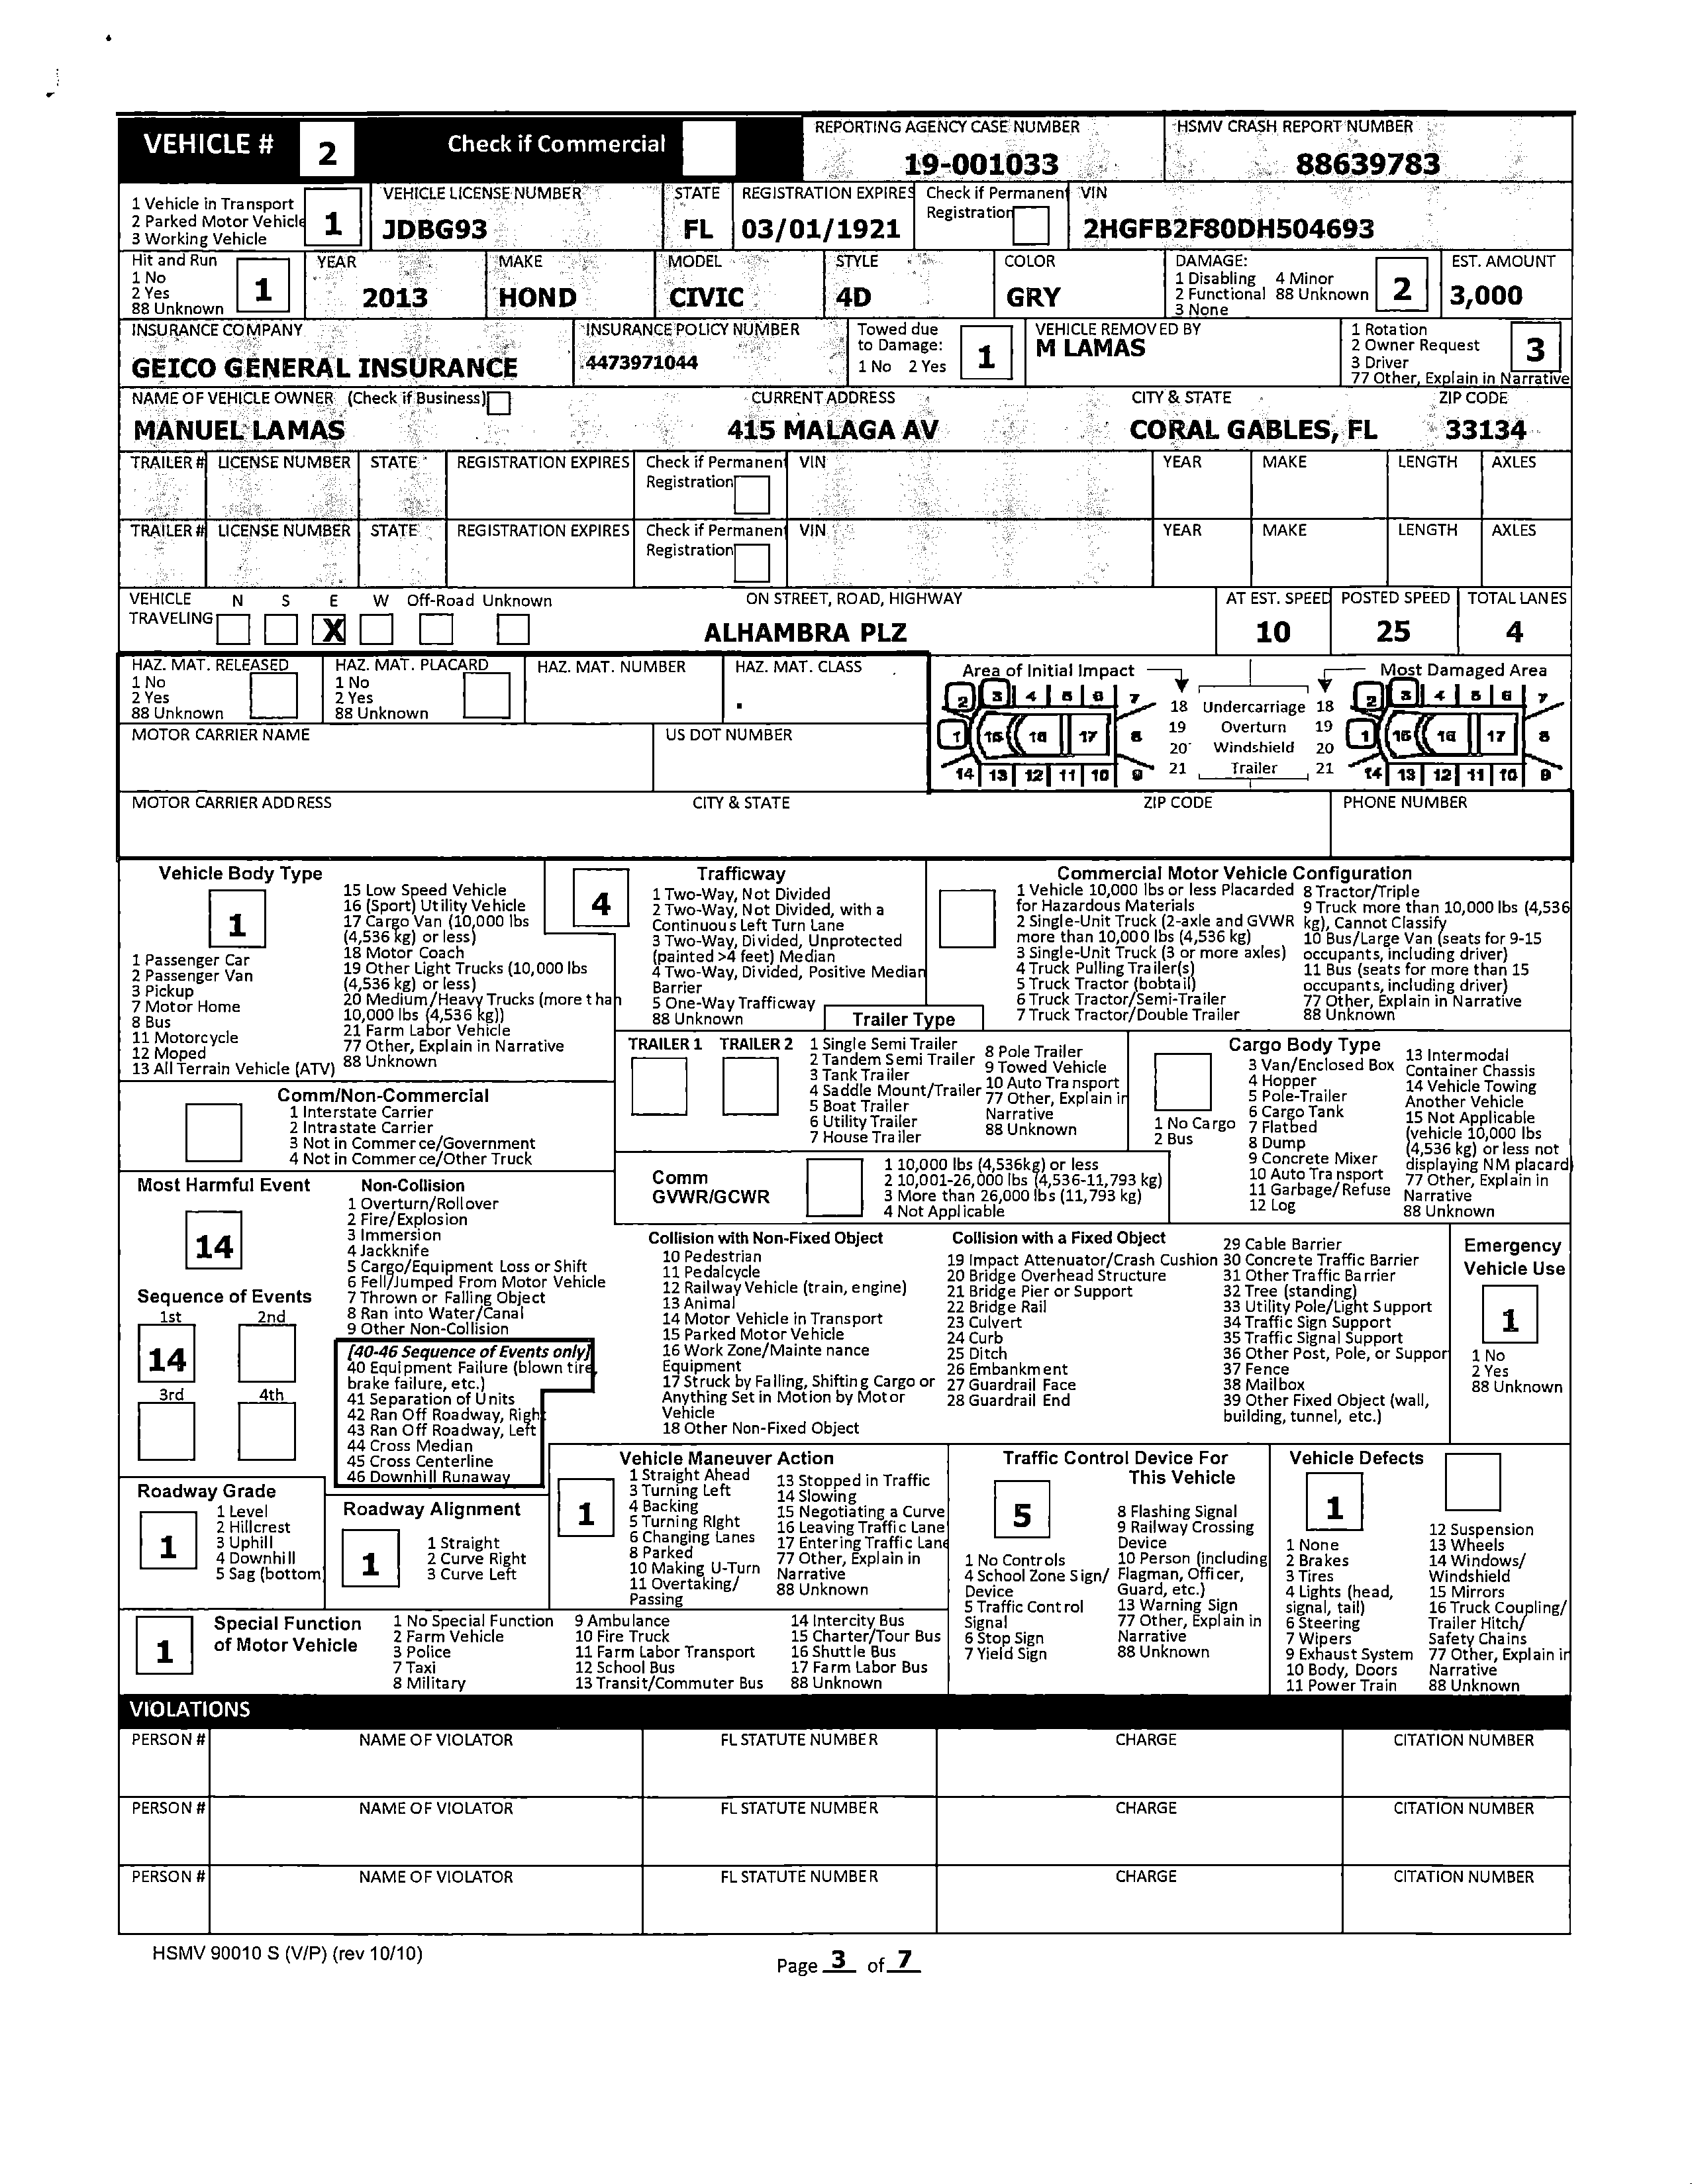 VEHICLE # 2 Check if Commercial REPORTING AGENCY CASE NUMBER 19-001033 HSMV CRASH REPORT NUMBER 88639783
1 Vehicle in Transport
2 Parked Motor Vehicle
3 Working Vehicle
1
VEHICLE LICENSE NUMBER JDBG93
STATE FL
REGISTRATION EXPIRES 03/01/1921
Check if Permanent Registration
VIN 2HGFB2F80DH504693
Hit and Run
1 No
2 Yes
88 Unknown
1
YEAR 2013
MAKE HOND
MODEL CIVIC
STYLE 4D
COLOR GRY
DAMAGE:
1 Disabling 4 Minor
2 Functional 88 Unknown
3 None
2
EST. AMOUNT 3,000
INSURANCE COMPANY
GEICO GENERAL INSURANCE
INSURANCE POLICY NUMBER
4473971044
Towed due
to Damage:
1 No 2 Yes
1
VEHICLE REMOVED BY
M LAMAS
1 Rotation
2 Owner Request
3 Driver
77 Other, Explain in Narrative
3
NAME OF VEHICLE OWNER (Check if Business) CURRENT ADDRESS CITY & STATE ZIP CODE
MANUEL LAMAS 415 MALAGA AV CORAL GABLES, FL 33134
TRAILER # LICENSE NUMBER STATE REGISTRATION EXPIRES Check if Permanent VIN YEAR MAKE LENGTH AXLES
Registration
TRAILER # LICENSE NUMBER STATE REGISTRATION EXPIRES Check if Permanent VIN YEAR MAKE LENGTH AXLES
Registration
VEHICLE N S E W Off-Road Unknown ON STREET, ROAD, HIGHWAY AT EST. SPEED POSTED SPEED TOTAL LANES
TRAVELING X ALHAMBRA PLZ 10 25 4
HAZ. MAT. RELEASED
1 No
2 Yes
88 Unknown
HAZ. MAT. PLACARD
1 No
2 Yes
88 Unknown
HAZ. MAT. NUMBER
HAZ. MAT. CLASS
Area of Initial Impact Most Damaged Area
2 3 4 5 6 7
1 15 16 17 8
14 13 12 11 10 9
18 Undercarriage 18
19 Overturn 19
20 Windshield 20
21 Trailer 21
2 3 4 5 6 7
1 15 16 17 8
14 13 12 11 10 9
MOTOR CARRIER NAME US DOT NUMBER
MOTOR CARRIER ADDRESS CITY & STATE ZIP CODE PHONE NUMBER
Vehicle Body Type
1
1 Passenger Car
2 Passenger Van
3 Pickup
7 Motor Home
8 Bus
11 Motorcycle
12 Moped
13 All Terrain Vehicle (ATV)
15 Low Speed Vehicle
16 (Sport) Utility Vehicle
17 Cargo Van (10,000 lbs
(4,536 kg) or less)
18 Motor Coach
19 Other Light Trucks (10,000 lbs
(4,536 kg) or less)
20 Medium/Heavy Trucks (more than
10,000 lbs (4,536 kg))
21 Farm Labor Vehicle
77 Other, Explain in Narrative
88 Unknown
4
Trafficway
1 Two-Way, Not Divided
2 Two-Way, Not Divided, with a
Continuous Left Turn Lane
3 Two-Way, Divided, Unprotected
(painted >4 feet) Median
4 Two-Way, Divided, Positive Median
Barrier
5 One-Way Trafficway
88 Unknown
Commercial Motor Vehicle Configuration
1 Vehicle 10,000 lbs or less Placarded
for Hazardous Materials
2 Single-Unit Truck (2-axle and GVWR
more than 10,000 lbs (4,536 kg)
3 Single-Unit Truck (3 or more axles)
4 Truck Pulling Trailer(s)
5 Truck Tractor (bobtail)
6 Truck Tractor/Semi-Trailer
7 Truck Tractor/Double Trailer
8 Tractor/Triple
9 Truck more than 10,000 lbs (4,536
kg), Cannot Classify
10 Bus/Large Van (seats for 9-15
occupants, including driver)
11 Bus (seats for more than 15
occupants, including driver)
77 Other, Explain in Narrative
88 Unknown
Trailer Type
TRAILER 1 TRAILER 2
1 Single Semi Trailer
2 Tandem Semi Trailer
3 Tank Trailer
4 Saddle Mount/Trailer
5 Boat Trailer
6 Utility Trailer
7 House Trailer
8 Pole Trailer
9 Towed Vehicle
10 Auto Transport
77 Other, Explain in
Narrative
88 Unknown
Cargo Body Type
1 No Cargo
2 Bus
3 Van/Enclosed Box
4 Hopper
5 Pole-Trailer
6 Cargo Tank
7 Flatbed
8 Dump
9 Concrete Mixer
10 Auto Transport
11 Garbage/Refuse
12 Log
13 Intermodal
Container Chassis
14 Vehicle Towing
Another Vehicle
15 Not Applicable
(vehicle 10,000 lbs
(4,536 kg) or less not
displaying NM placard)
77 Other, Explain in
Narrative
88 Unknown
Comm/Non-Commercial
1 Interstate Carrier
2 Intrastate Carrier
3 Not in Commerce/Government
4 Not in Commerce/Other Truck
Comm
GVWR/GCWR
1 10,000 lbs (4,536kg) or less
2 10,001-26,000 lbs (4,536-11,793 kg)
3 More than 26,000 lbs (11,793 kg)
4 Not Applicable
Most Harmful Event
14
Sequence of Events
1st 2nd
14
3rd 4th
Non-Collision
1 Overturn/Rollover
2 Fire/Explosion
3 Immersion
4 Jackknife
5 Cargo/Equipment Loss or Shift
6 Fell/Jumped From Motor Vehicle
7 Thrown or Falling Object
8 Ran into Water/Canal
9 Other Non-Collision
[40-46 Sequence of Events only]
40 Equipment Failure (blown tire,
brake failure, etc.)
41 Separation of Units
42 Ran Off Roadway, Right
43 Ran Off Roadway, Left
44 Cross Median
45 Cross Centerline
46 Downhill Runaway
Collision with Non-Fixed Object
10 Pedestrian
11 Pedalcycle
12 Railway Vehicle (train, engine)
13 Animal
14 Motor Vehicle in Transport
15 Parked Motor Vehicle
16 Work Zone/Maintenance
Equipment
17 Struck by Falling, Shifting Cargo or
Anything Set in Motion by Motor
Vehicle
18 Other Non-Fixed Object
Collision with a Fixed Object
19 Impact Attenuator/Crash Cushion
20 Bridge Overhead Structure
21 Bridge Pier or Support
22 Bridge Rail
23 Culvert
24 Curb
25 Ditch
26 Embankment
27 Guardrail Face
28 Guardrail End
29 Cable Barrier
30 Concrete Traffic Barrier
31 Other Traffic Barrier
32 Tree (standing)
33 Utility Pole/Light Support
34 Traffic Sign Support
35 Traffic Signal Support
36 Other Post, Pole, or Suppor
37 Fence
38 Mailbox
39 Other Fixed Object (wall,
building, tunnel, etc.)
Emergency
Vehicle Use
1
1 No
2 Yes
88 Unknown
Roadway Grade
1
1 Level
2 Hillcrest
3 Uphill
4 Downhill
5 Sag (bottom)
Roadway Alignment
1
1 Straight
2 Curve Right
3 Curve Left
Vehicle Maneuver Action
1
1 Straight Ahead
3 Turning Left
4 Backing
5 Turning RIght
6 Changing Lanes
8 Parked
10 Making U-Turn
11 Overtaking/
Passing
13 Stopped in Traffic
14 Slowing
15 Negotiating a Curve
16 Leaving Traffic Lane
17 Entering Traffic Lane
77 Other, Explain in
Narrative
88 Unknown
Traffic Control Device For
This Vehicle
5
1 No Controls
4 School Zone Sign/
Device
5 Traffic Control
Signal
6 Stop Sign
7 Yield Sign
8 Flashing Signal
9 Railway Crossing
Device
10 Person (including
Flagman, Officer,
Guard, etc.)
13 Warning Sign
77 Other, Explain in
Narrative
88 Unknown
Vehicle Defects
1
1 None
2 Brakes
3 Tires
4 Lights (head,
signal, tail)
6 Steering
7 Wipers
9 Exhaust System
10 Body, Doors
11 Power Train
12 Suspension
13 Wheels
14 Windows/
Windshield
15 Mirrors
16 Truck Coupling/
Trailer Hitch/
Safety Chains
77 Other, Explain in
Narrative
88 Unknown
1
Special Function
of Motor Vehicle
1 No Special Function
2 Farm Vehicle
3 Police
7 Taxi
8 Military
9 Ambulance
10 Fire Truck
11 Farm Labor Transport
12 School Bus
13 Transit/Commuter Bus
14 Intercity Bus
15 Charter/Tour Bus
16 Shuttle Bus
17 Farm Labor Bus
88 Unknown
VIOLATIONS
PERSON # NAME OF VIOLATOR FL STATUTE NUMBER CHARGE CITATION NUMBER
PERSON # NAME OF VIOLATOR FL STATUTE NUMBER CHARGE CITATION NUMBER
PERSON # NAME OF VIOLATOR FL STATUTE NUMBER CHARGE CITATION NUMBER
HSMV 90010 S (V/P) (rev 10/10)
Page 3 of 7